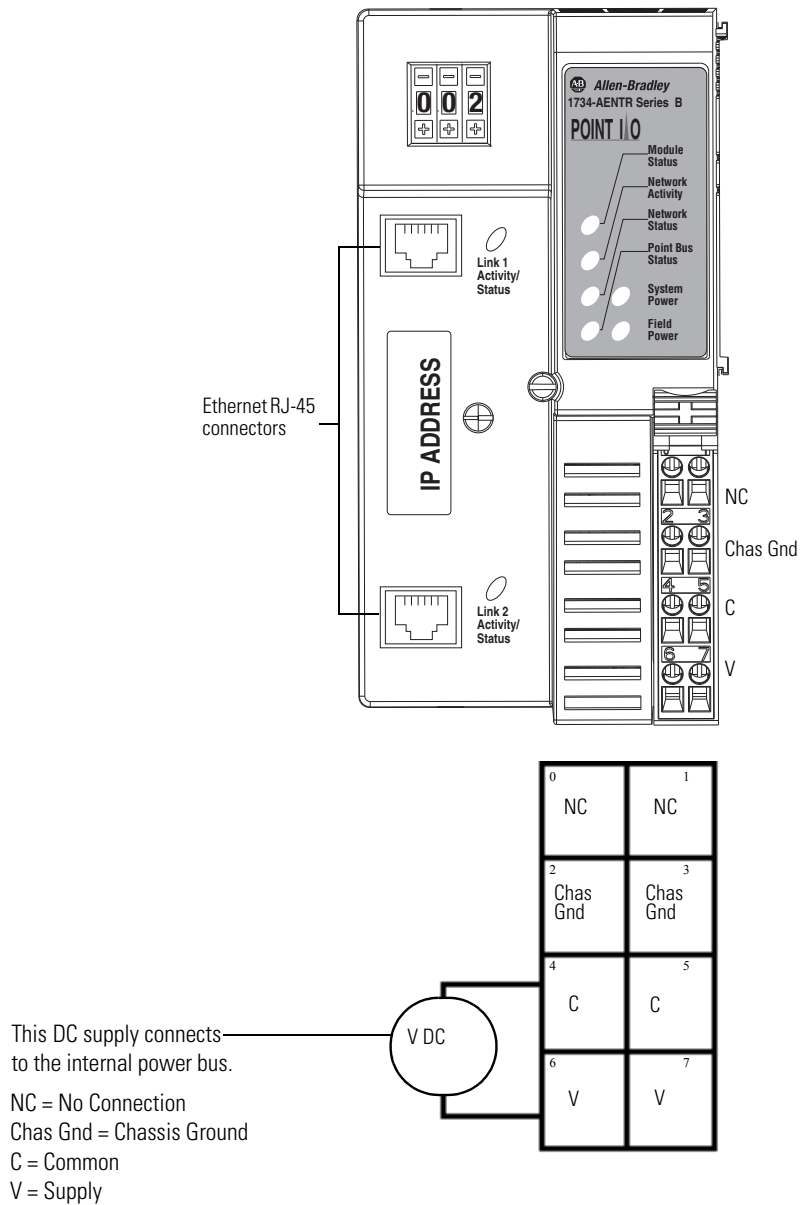 0 0 2
AB Allen-Bradley
1734-AENTR Series B
POINT I/O
Module
Status
Network
Activity
Network
Status
Point Bus
Status
System
Power
Field
Power
Link 1
Activity/
Status
IP ADDRESS
Ethernet RJ-45
connectors
Link 2
Activity/
Status
NC
2 3
Chas Gnd
4 5
C
6 7
V
0 1
NC NC
2 3
Chas Chas
Gnd Gnd
4 5
C C
6 7
V V
V DC
This DC supply connects
to the internal power bus.
NC = No Connection
Chas Gnd = Chassis Ground
C = Common
V = Supply